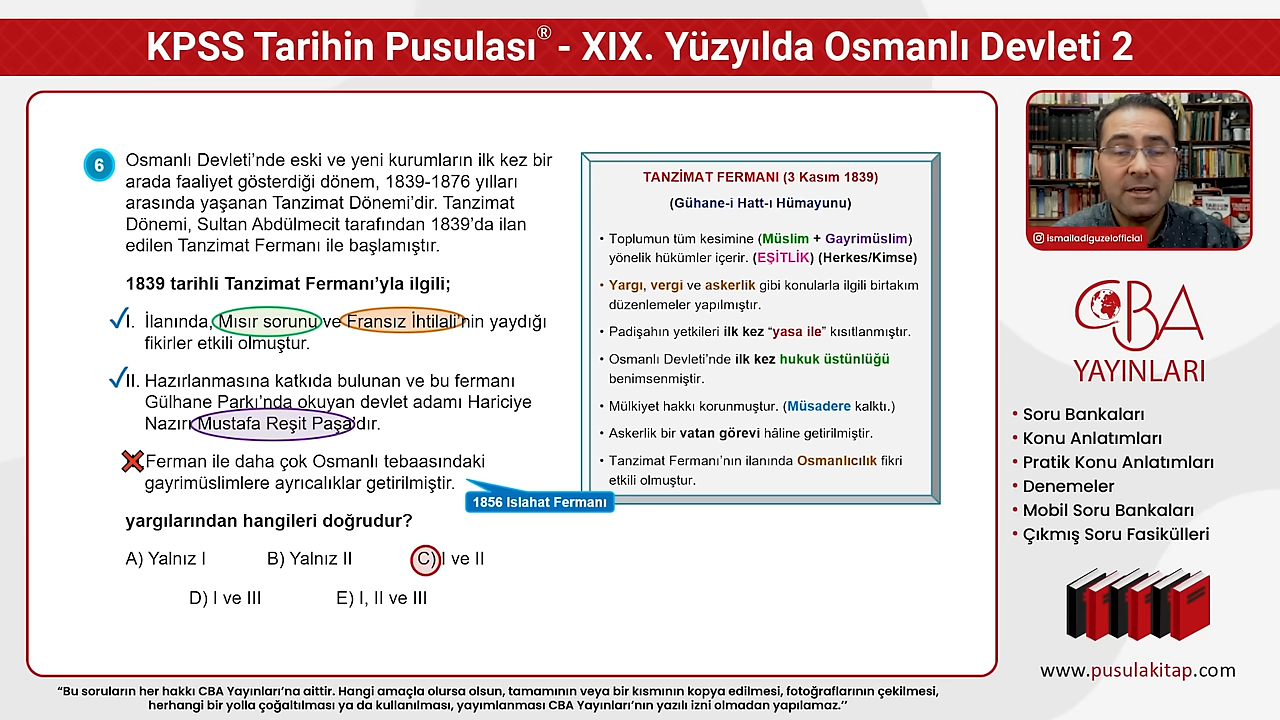 KPSS Tarihin Pusulası® - XIX. Yüzyılda Osmanlı Devleti 2
6
Osmanlı Devleti’nde eski ve yeni kurumların ilk kez bir
arada faaliyet gösterdiği dönem, 1839-1876 yılları
arasında yaşanan Tanzimat Dönemi’dir. Tanzimat
Dönemi, Sultan Abdülmecit tarafından 1839’da ilan
edilen Tanzimat Fermanı ile başlamıştır.
1839 tarihli Tanzimat Fermanı’yla ilgili;
I. İlanında, Mısır sorunu ve Fransız İhtilali’nin yaydığı
fikirler etkili olmuştur.
II. Hazırlanmasına katkıda bulunan ve bu fermanı
Gülhane Parkı’nda okuyan devlet adamı Hariciye
Nazırı Mustafa Reşit Paşa’dır.
Ferman ile daha çok Osmanlı tebaasındaki
gayrimüslimlere ayrıcalıklar getirilmiştir.
1856 Islahat Fermanı
yargılarından hangileri doğrudur?
A) Yalnız I B) Yalnız II C) I ve II
D) I ve III E) I, II ve III
TANZİMAT FERMANI (3 Kasım 1839)
(Gühane-i Hatt-ı Hümayunu)
• Toplumun tüm kesimine (Müslim + Gayrimüslim)
yönelik hükümler içerir. (EŞİTLİK) (Herkes/Kimse)
• Yargı, vergi ve askerlik gibi konularla ilgili birtakım
düzenlemeler yapılmıştır.
• Padişahın yetkileri ilk kez “yasa ile” kısıtlanmıştır.
• Osmanlı Devleti’nde ilk kez hukuk üstünlüğü
benimsenmiştir.
• Mülkiyet hakkı korunmuştur. (Müsadere kalktı.)
• Askerlik bir vatan görevi hâline getirilmiştir.
• Tanzimat Fermanı’nın ilanında Osmanlıcılık fikri
etkili olmuştur.
ismailadiguzelofficial
CBA
YAYINLARI
• Soru Bankaları
• Konu Anlatımları
• Pratik Konu Anlatımları
• Denemeler
• Mobil Soru Bankaları
• Çıkmış Soru Fasikülleri
www.pusulakitap.com
“Bu soruların her hakkı CBA Yayınları’na aittir. Hangi amaçla olursa olsun, tamamının veya bir kısmının kopya edilmesi, fotoğraflarının çekilmesi,
herhangi bir yolla çoğaltılması ya da kullanılması, yayımlanması CBA Yayınları’nın yazılı izni olmadan yapılamaz.’’